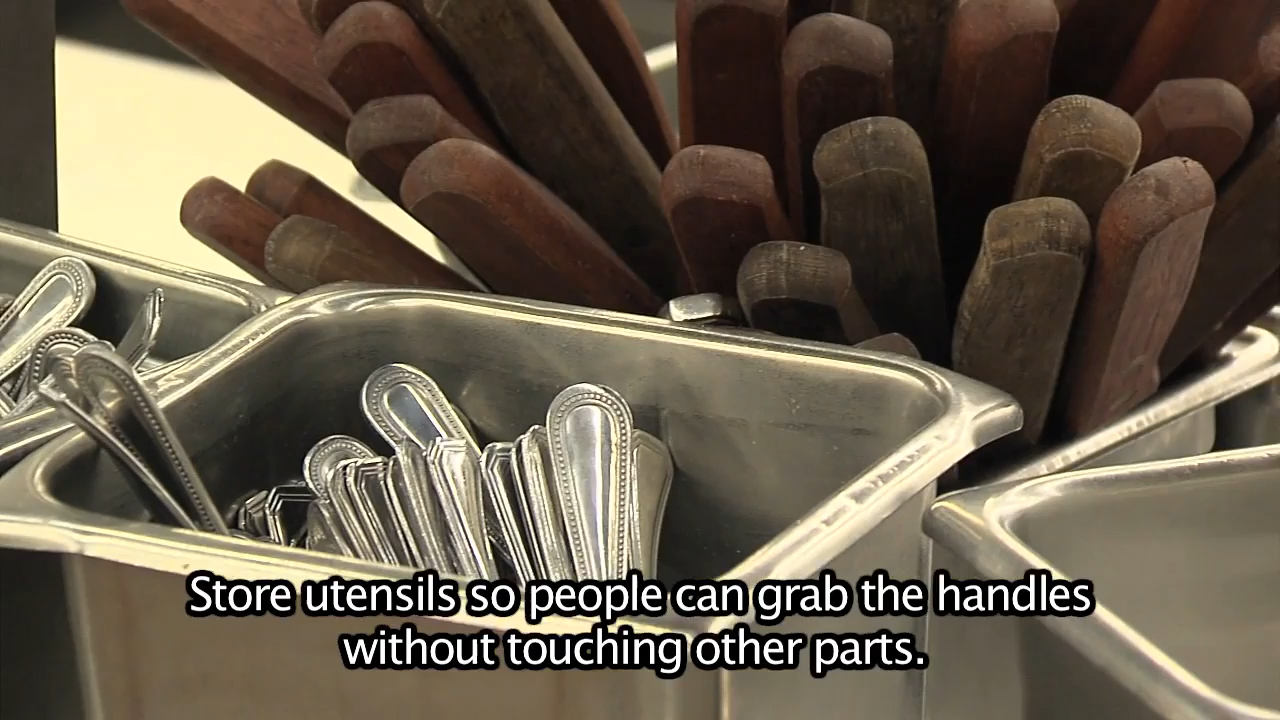 Store utensils so people can grab the handles
without touching other parts.